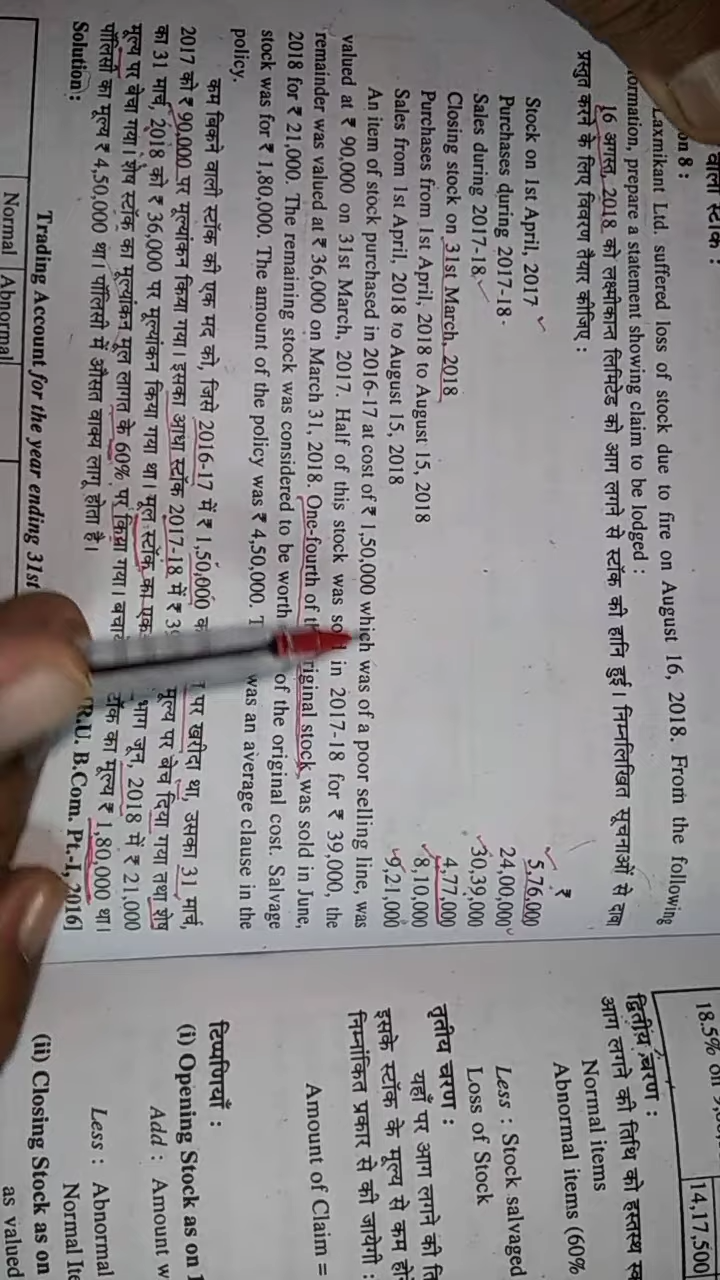 वाली स्टॉक :
on 8 :
Laxmikant Ltd. suffered loss of stock due to fire on August 16, 2018. From the following
ormation, prepare a statement showing claim to be lodged :
16 अगस्त, 2018 को लक्ष्मीकान्त लिमिटेड को आग लगने से स्टॉक की हानि हुई। निम्नलिखित सूचनाओं से दावा
प्रस्तुत करने के लिए विवरण तैयार कीजिए :
₹
Stock on 1st April, 2017 5,76,000
Purchases during 2017-18 24,00,000
Sales during 2017-18 30,39,000
Closing stock on 31st March, 2018 4,77,000
Purchases from 1st April, 2018 to August 15, 2018 8,10,000
Sales from 1st April, 2018 to August 15, 2018 9,21,000
An item of stock purchased in 2016-17 at cost of ₹ 1,50,000 which was of a poor selling line, was
valued at ₹ 90,000 on 31st March, 2017. Half of this stock was sold in 2017-18 for ₹ 39,000, the
remainder was valued at ₹ 36,000 on March 31, 2018. One-fourth of the original stock was sold in June,
2018 for ₹ 21,000. The remaining stock was considered to be worth of the original cost. Salvage
stock was for ₹ 1,80,000. The amount of the policy was ₹ 4,50,000. T was an average clause in the
policy.
कम बिकने वाली स्टॉक की एक मद को, जिसे 2016-17 में ₹ 1,50,000 पर खरीदा था, उसका 31 मार्च,
2017 को ₹ 90,000 पर मूल्यांकन किया गया। इसका आधा स्टॉक 2017-18 में ₹ 39 मूल्य पर बेच दिया गया तथा शेष
का 31 मार्च, 2018 को ₹ 36,000 पर मूल्यांकन किया गया था। मूल स्टॉक का एक भाग जून, 2018 में ₹ 21,000
मूल्य पर बेचा गया। शेष स्टॉक का मूल्यांकन मूल लागत के 60% पर किया गया। बचाये टॉक का मूल्य ₹ 1,80,000 था।
पॉलिसी का मूल्य ₹ 4,50,000 था। पॉलिसी में औसत वाक्य लागू होता है। R.U. B.Com. Pt.-I, 2016]
Solution :
Trading Account for the year ending 31st
Normal Abnormal
18.5% on
14,17,500
द्वितीय चरण :
आग लगने की तिथि को हस्तस्थ
Normal items
Abnormal items (60%
Less : Stock salvaged
Loss of Stock
तृतीय चरण :
यहाँ पर आग लगने की
इसके स्टॉक के मूल्य से कम
निम्नांकित प्रकार से की जायेगी :
Amount of Claim =
टिप्पणियाँ :
(i) Opening Stock as on
Add : Amount w
Less : Abnormal
Normal Ite
(ii) Closing Stock as on
as valued